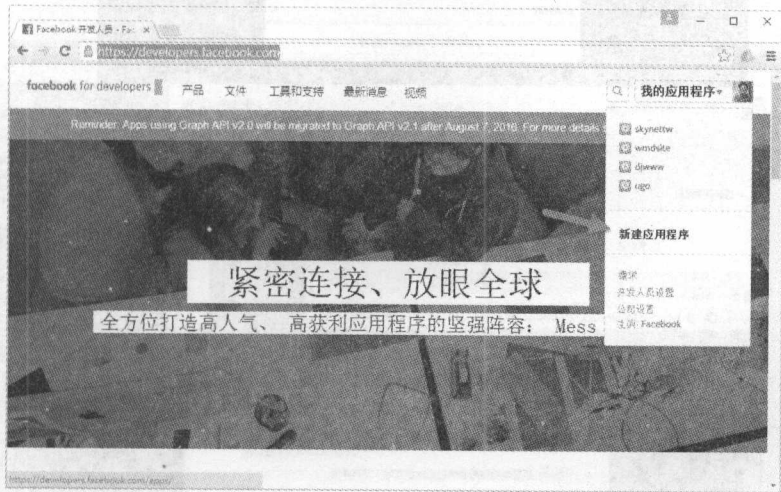 Facebook 开发人员 - Fac
https://developers.facebook.com
facebook for developers 产品 文件 工具和支持 最新消息 视频 我的应用程序
Reminder: Apps using Graph API v2.0 will be migrated to Graph API v2.1 after August 7, 2016. For more details
skynettw
wmdsite
djwww
ugo
新建应用程序
开发人员设置
公司设置
Facebook
紧密连接、放眼全球
全方位打造高人气、 高获利应用程序的坚强阵容: Mess
https://developers.facebook.com/apps/